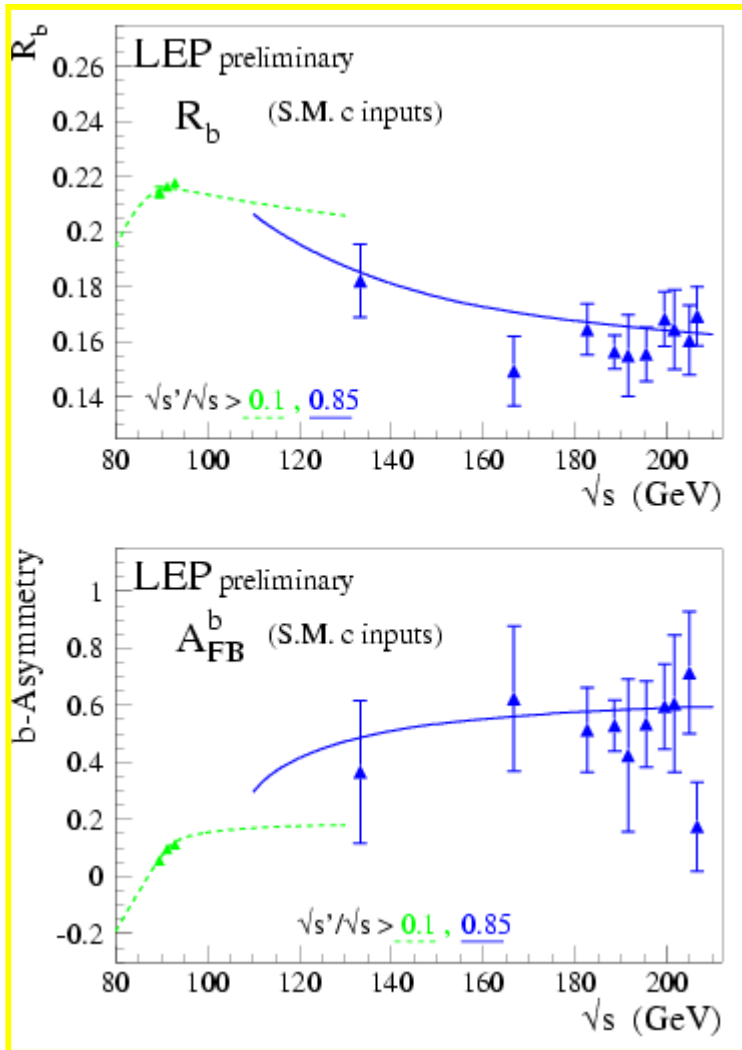 R_b
LEP preliminary
R_b (S.M. c inputs)
0.26
0.24
0.22
0.2
0.18
0.16
0.14
√s'/√s > 0.1 , 0.85
80 100 120 140 160 180 200
√s (GeV)
b-Asymmetry
LEP preliminary
A^b_FB (S.M. c inputs)
1
0.8
0.6
0.4
0.2
0
-0.2
√s'/√s > 0.1 , 0.85
80 100 120 140 160 180 200
√s (GeV)